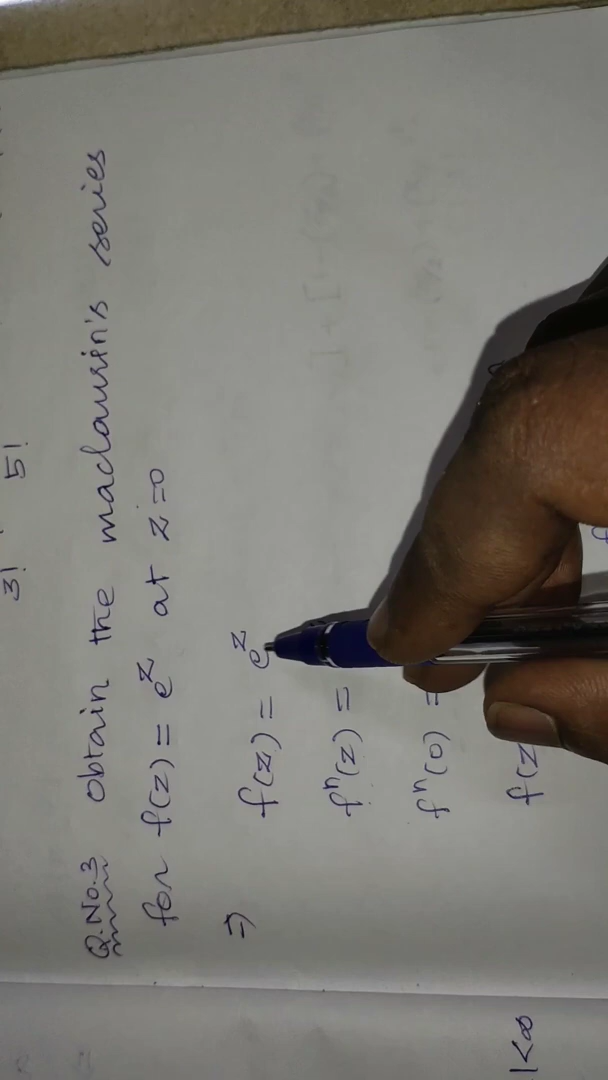 3! 5!
Q.No.3 obtain the maclaurin's series
for f(z) = e^z at z=0
⇒ f(z) = e^z
f^n(z) =
f^n(0) =
f(z
|<∞